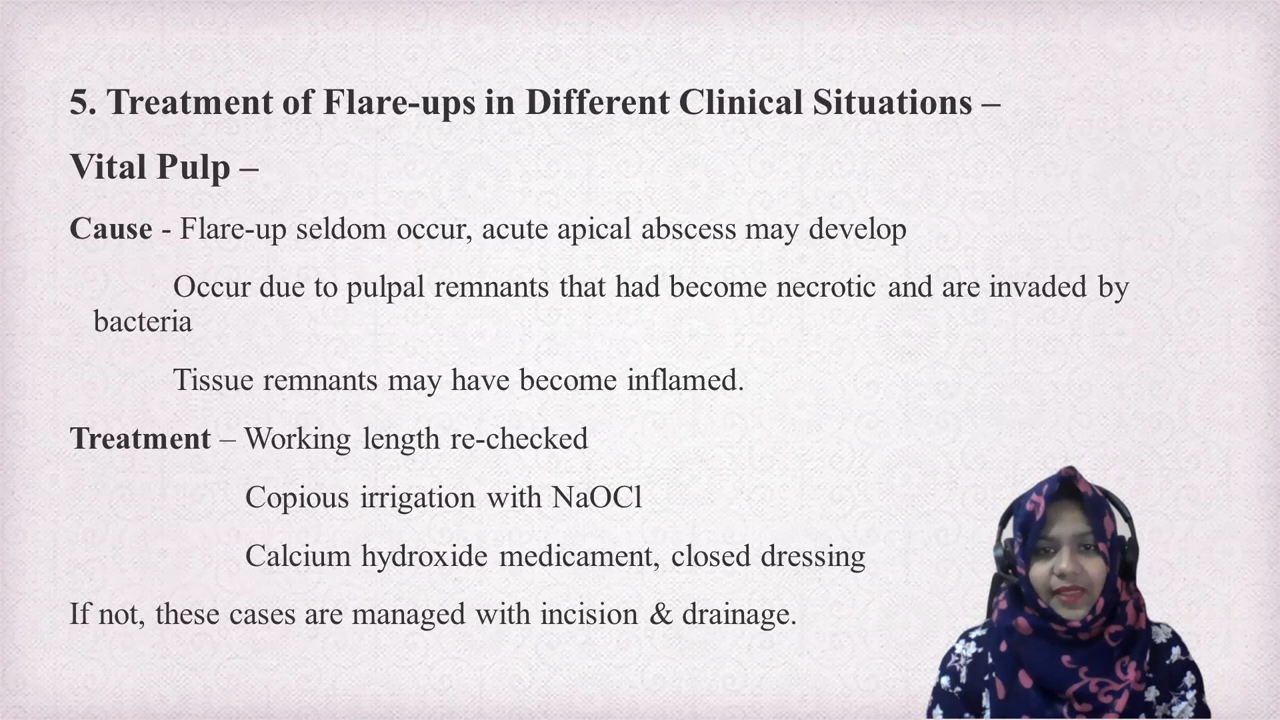 5. Treatment of Flare-ups in Different Clinical Situations –
Vital Pulp –
Cause - Flare-up seldom occur, acute apical abscess may develop
Occur due to pulpal remnants that had become necrotic and are invaded by
bacteria
Tissue remnants may have become inflamed.
Treatment – Working length re-checked
Copious irrigation with NaOCl
Calcium hydroxide medicament, closed dressing
If not, these cases are managed with incision & drainage.